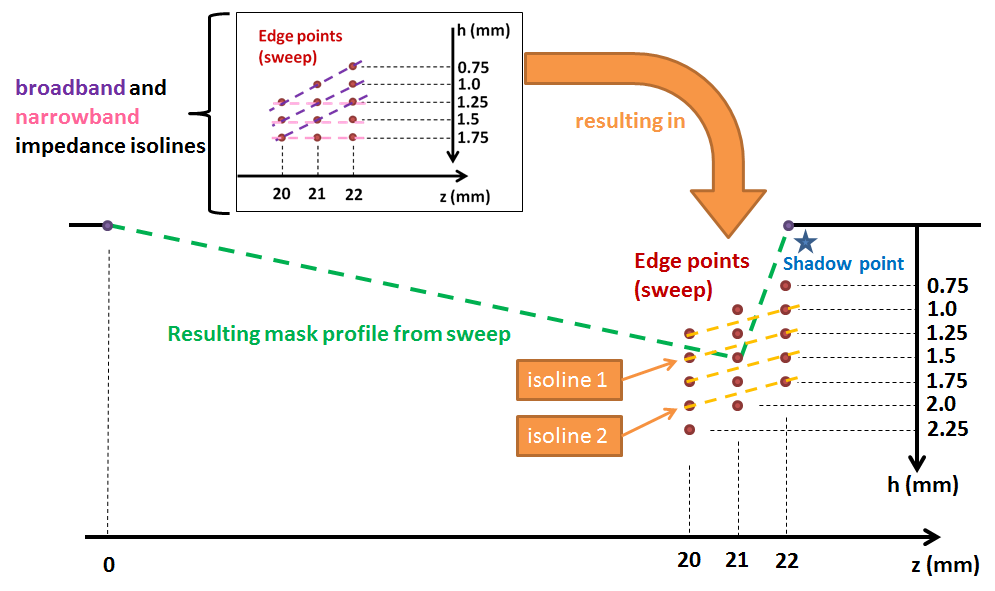 Edge points
(sweep)
h (mm)
0.75
1.0
1.25
1.5
1.75
20 21 22
z (mm)
broadband and
narrowband
impedance isolines
resulting in
Edge points
(sweep)
Shadow point
0.75
1.0
1.25
1.5
1.75
2.0
2.25
h (mm)
Resulting mask profile from sweep
isoline 1
isoline 2
0 20 21 22 z (mm)